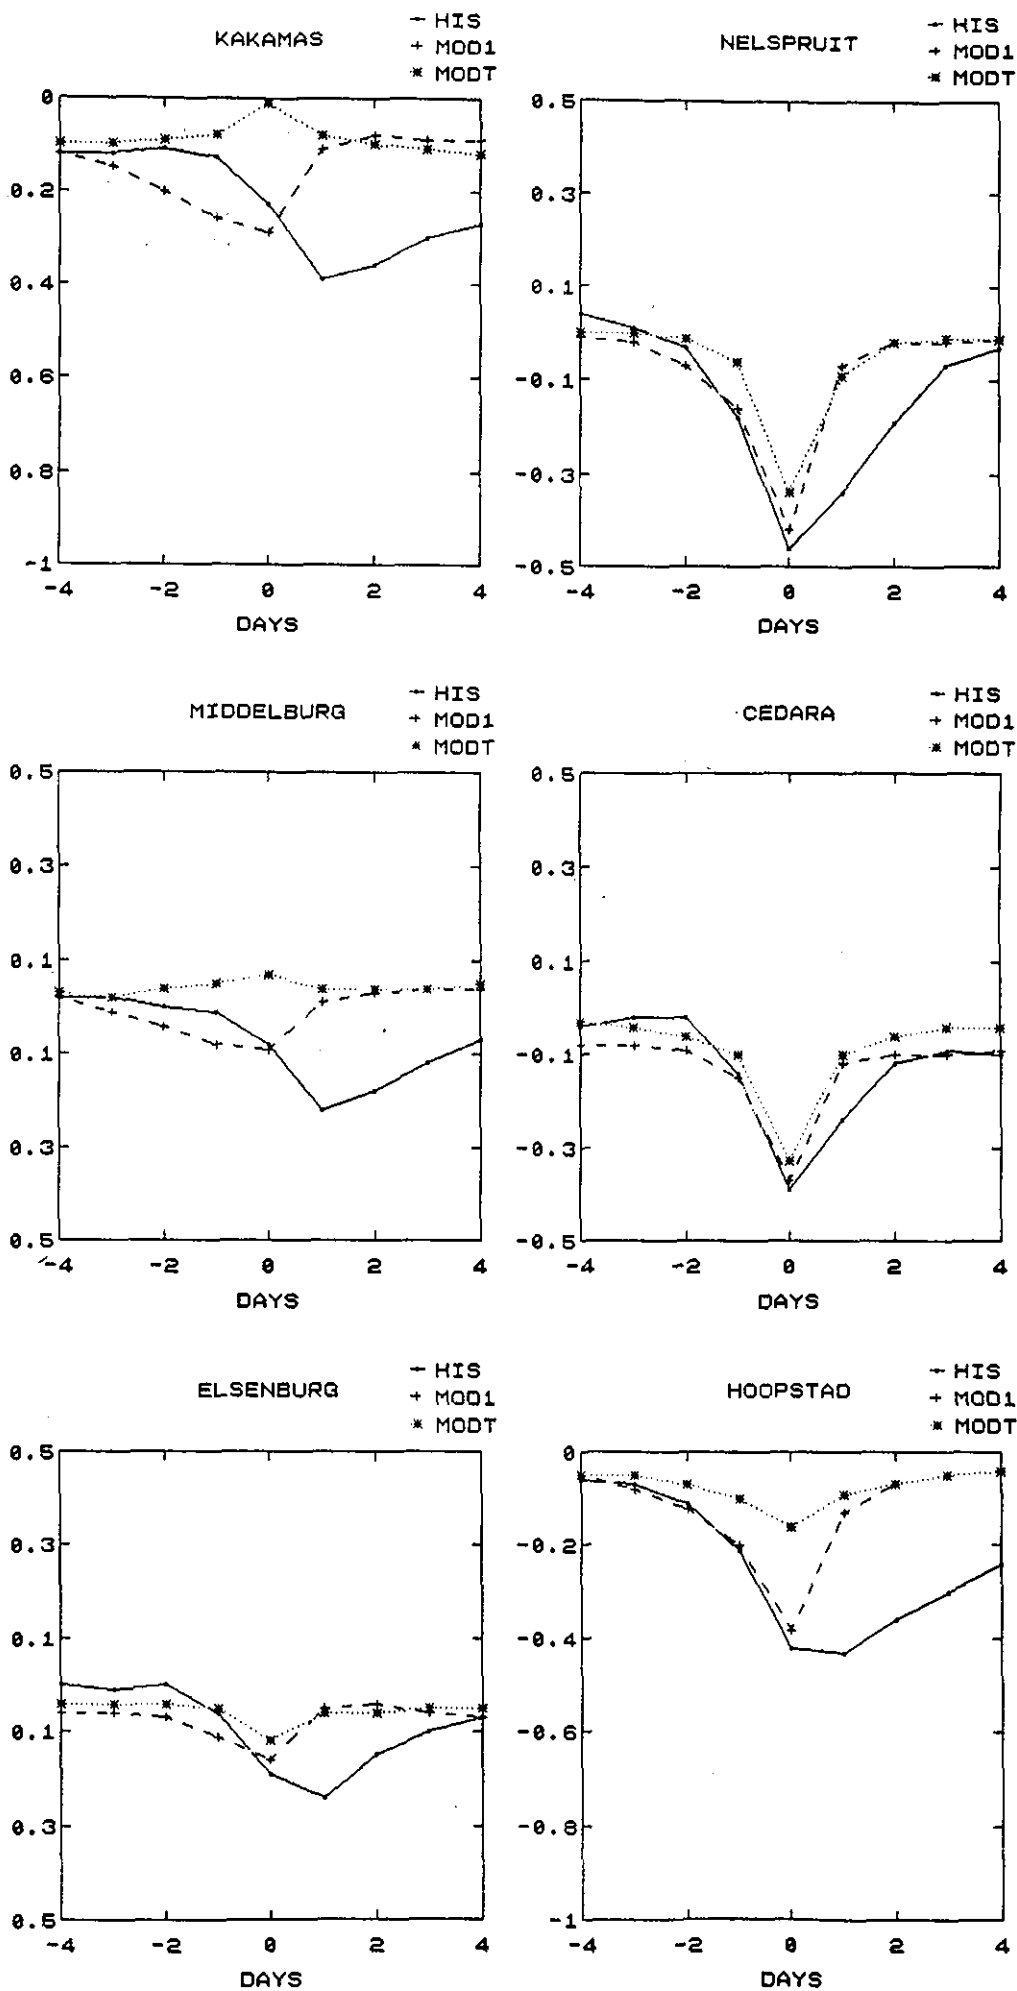 KAKAMAS
HIS
MOD1
MODT
0
0.2
0.4
0.6
0.8
-1
-4 -2 0 2 4
DAYS
NELSPRUIT
HIS
MOD1
MODT
0.5
0.3
0.1
-0.1
-0.3
-0.5
-4 -2 0 2 4
DAYS
MIDDELBURG
HIS
MOD1
MODT
0.5
0.3
0.1
0.1
0.3
0.5
-4 -2 0 2 4
DAYS
CEDARA
HIS
MOD1
MODT
0.5
0.3
0.1
-0.1
-0.3
-0.5
-4 -2 0 2 4
DAYS
ELSENBURG
HIS
MOD1
MODT
0.5
0.3
0.1
0.1
0.3
0.5
-4 -2 0 2 4
DAYS
HOOPSTAD
HIS
MOD1
MODT
0
-0.2
-0.4
-0.6
-0.8
-1
-4 -2 0 2 4
DAYS